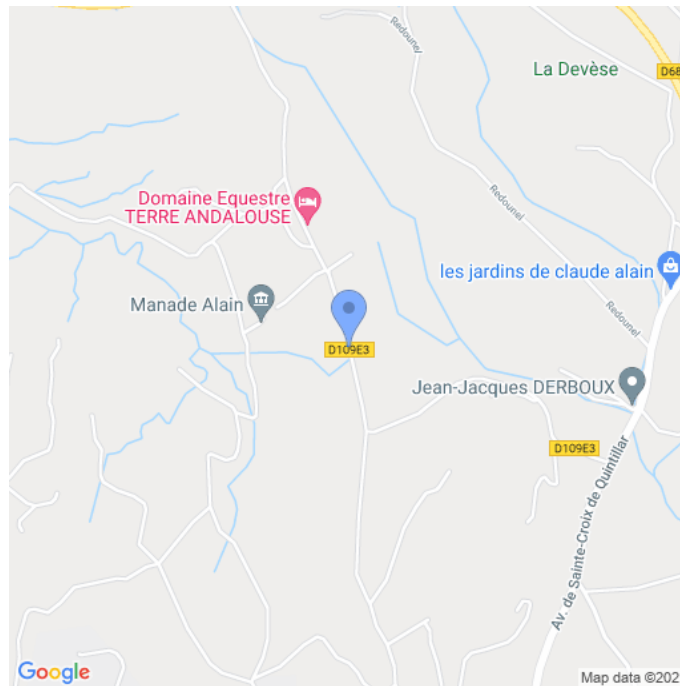 Redounel
La Devèse
D68
Domaine Equestre
TERRE ANDALOUSE
Redounel
les jardins de claude alain
Manade Alain
Redounel
D109E3
Jean-Jacques DERBOUX
D109E3
Av. de Sainte-Croix de Quintillar
Google
Map data ©202